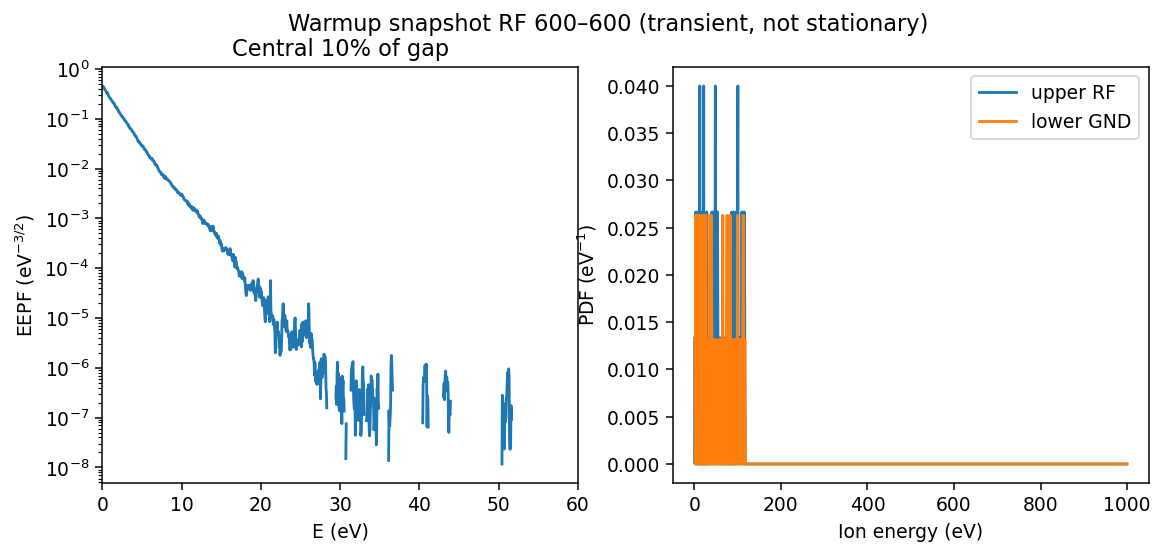 Warmup snapshot RF 600–600 (transient, not stationary)
Central 10% of gap
10⁰
10⁻¹
10⁻²
10⁻³
10⁻⁴
10⁻⁵
10⁻⁶
10⁻⁷
10⁻⁸
EEPF (eV⁻³ᐟ²)
0 10 20 30 40 50 60
E (eV)
0.040
0.035
0.030
0.025
0.020
0.015
0.010
0.005
0.000
PDF (eV⁻¹)
upper RF
lower GND
0 200 400 600 800 1000
Ion energy (eV)